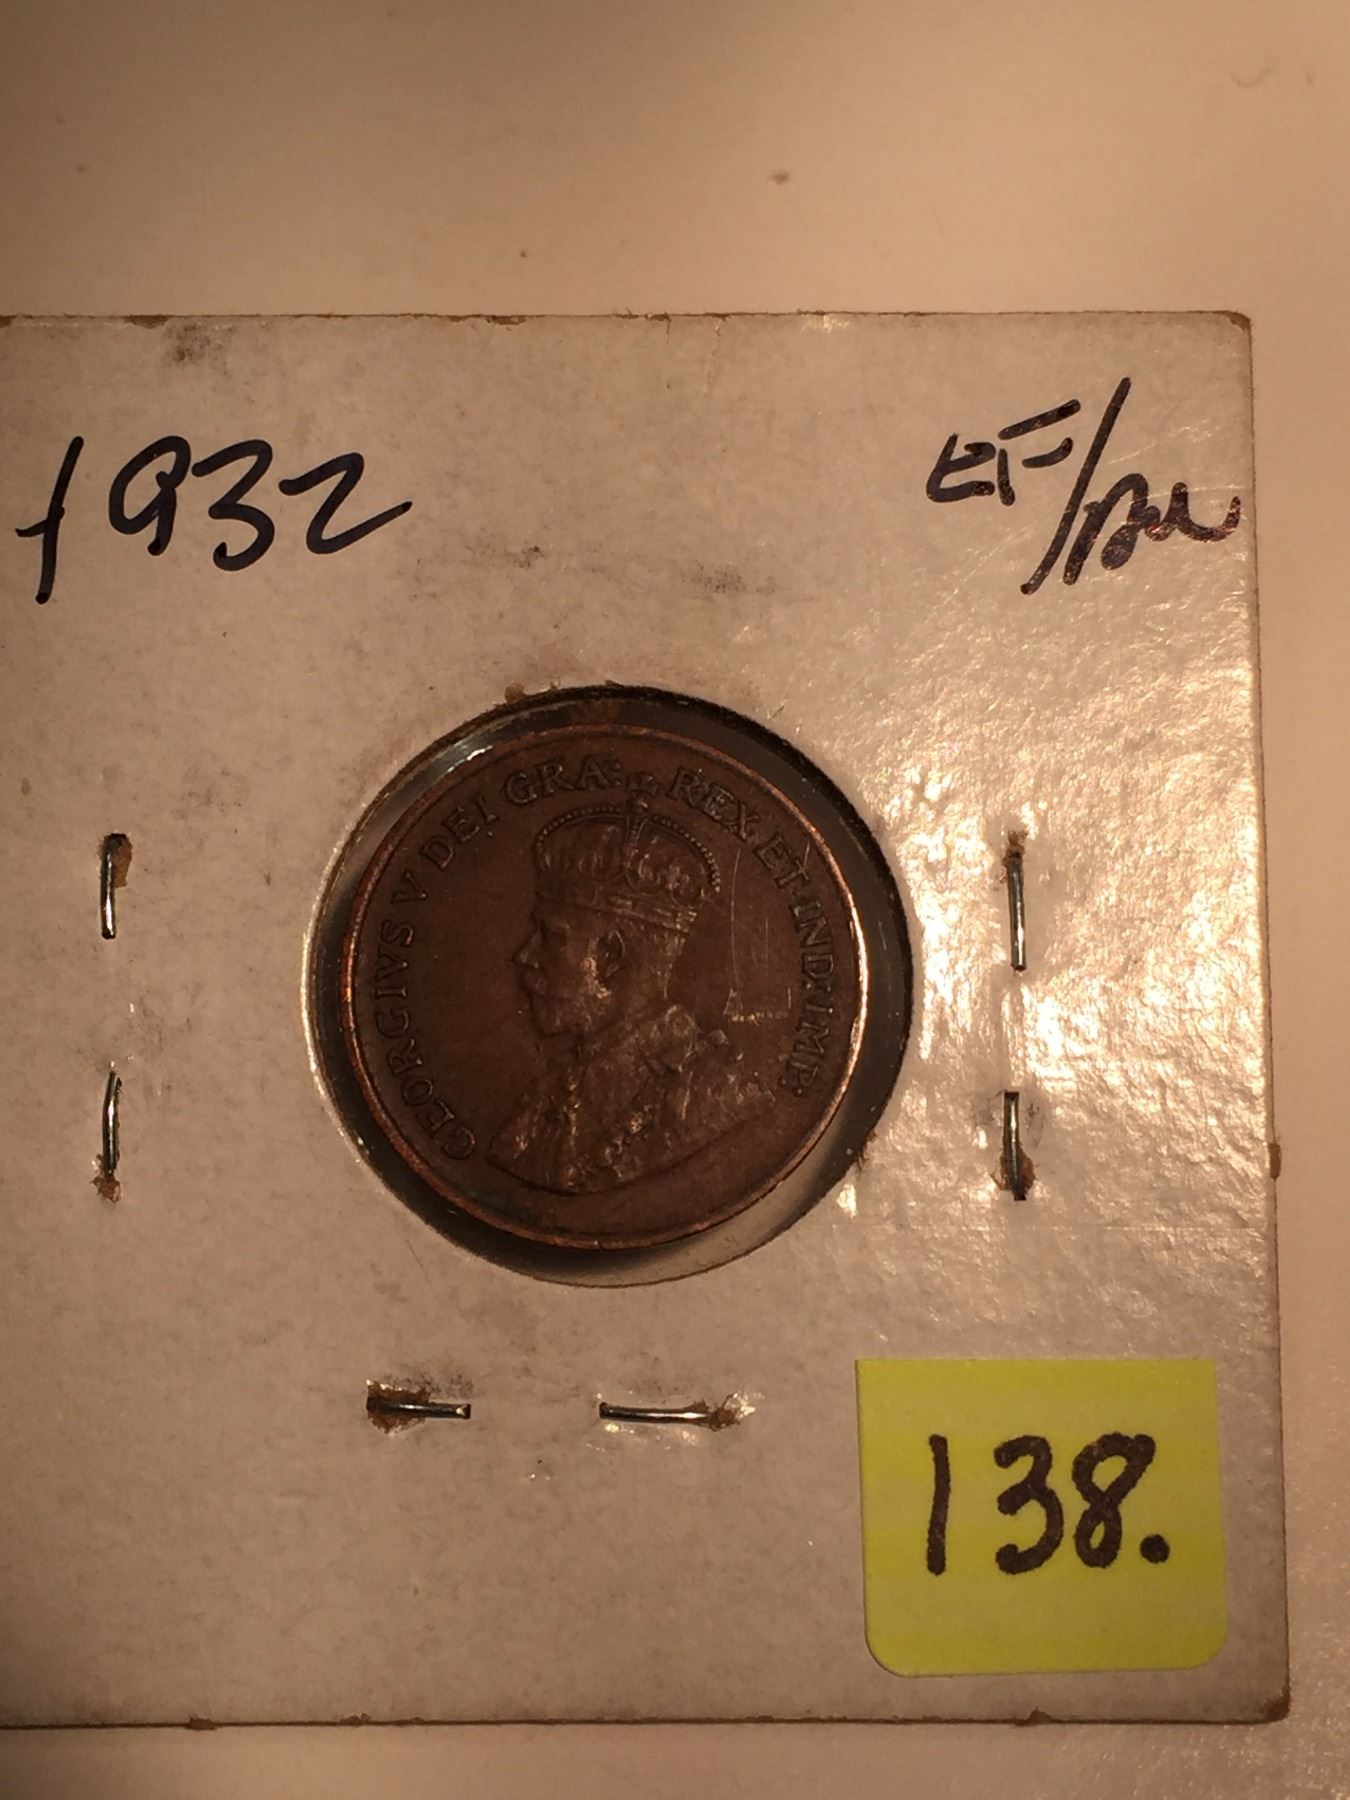 1932
EF/Au
GEORGIVS V DEI GRA: REX ET IND:IMP:
138.